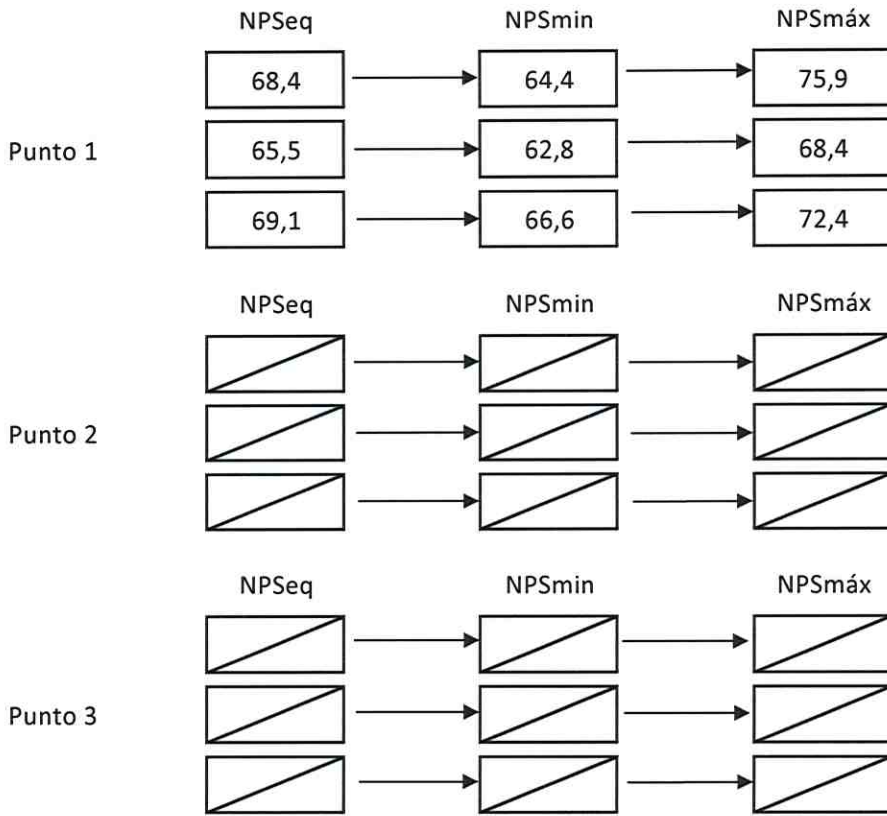 NPSeq NPSmin NPSmáx
68,4 64,4 75,9
Punto 1 65,5 62,8 68,4
69,1 66,6 72,4
NPSeq NPSmin NPSmáx
Punto 2
NPSeq NPSmin NPSmáx
Punto 3